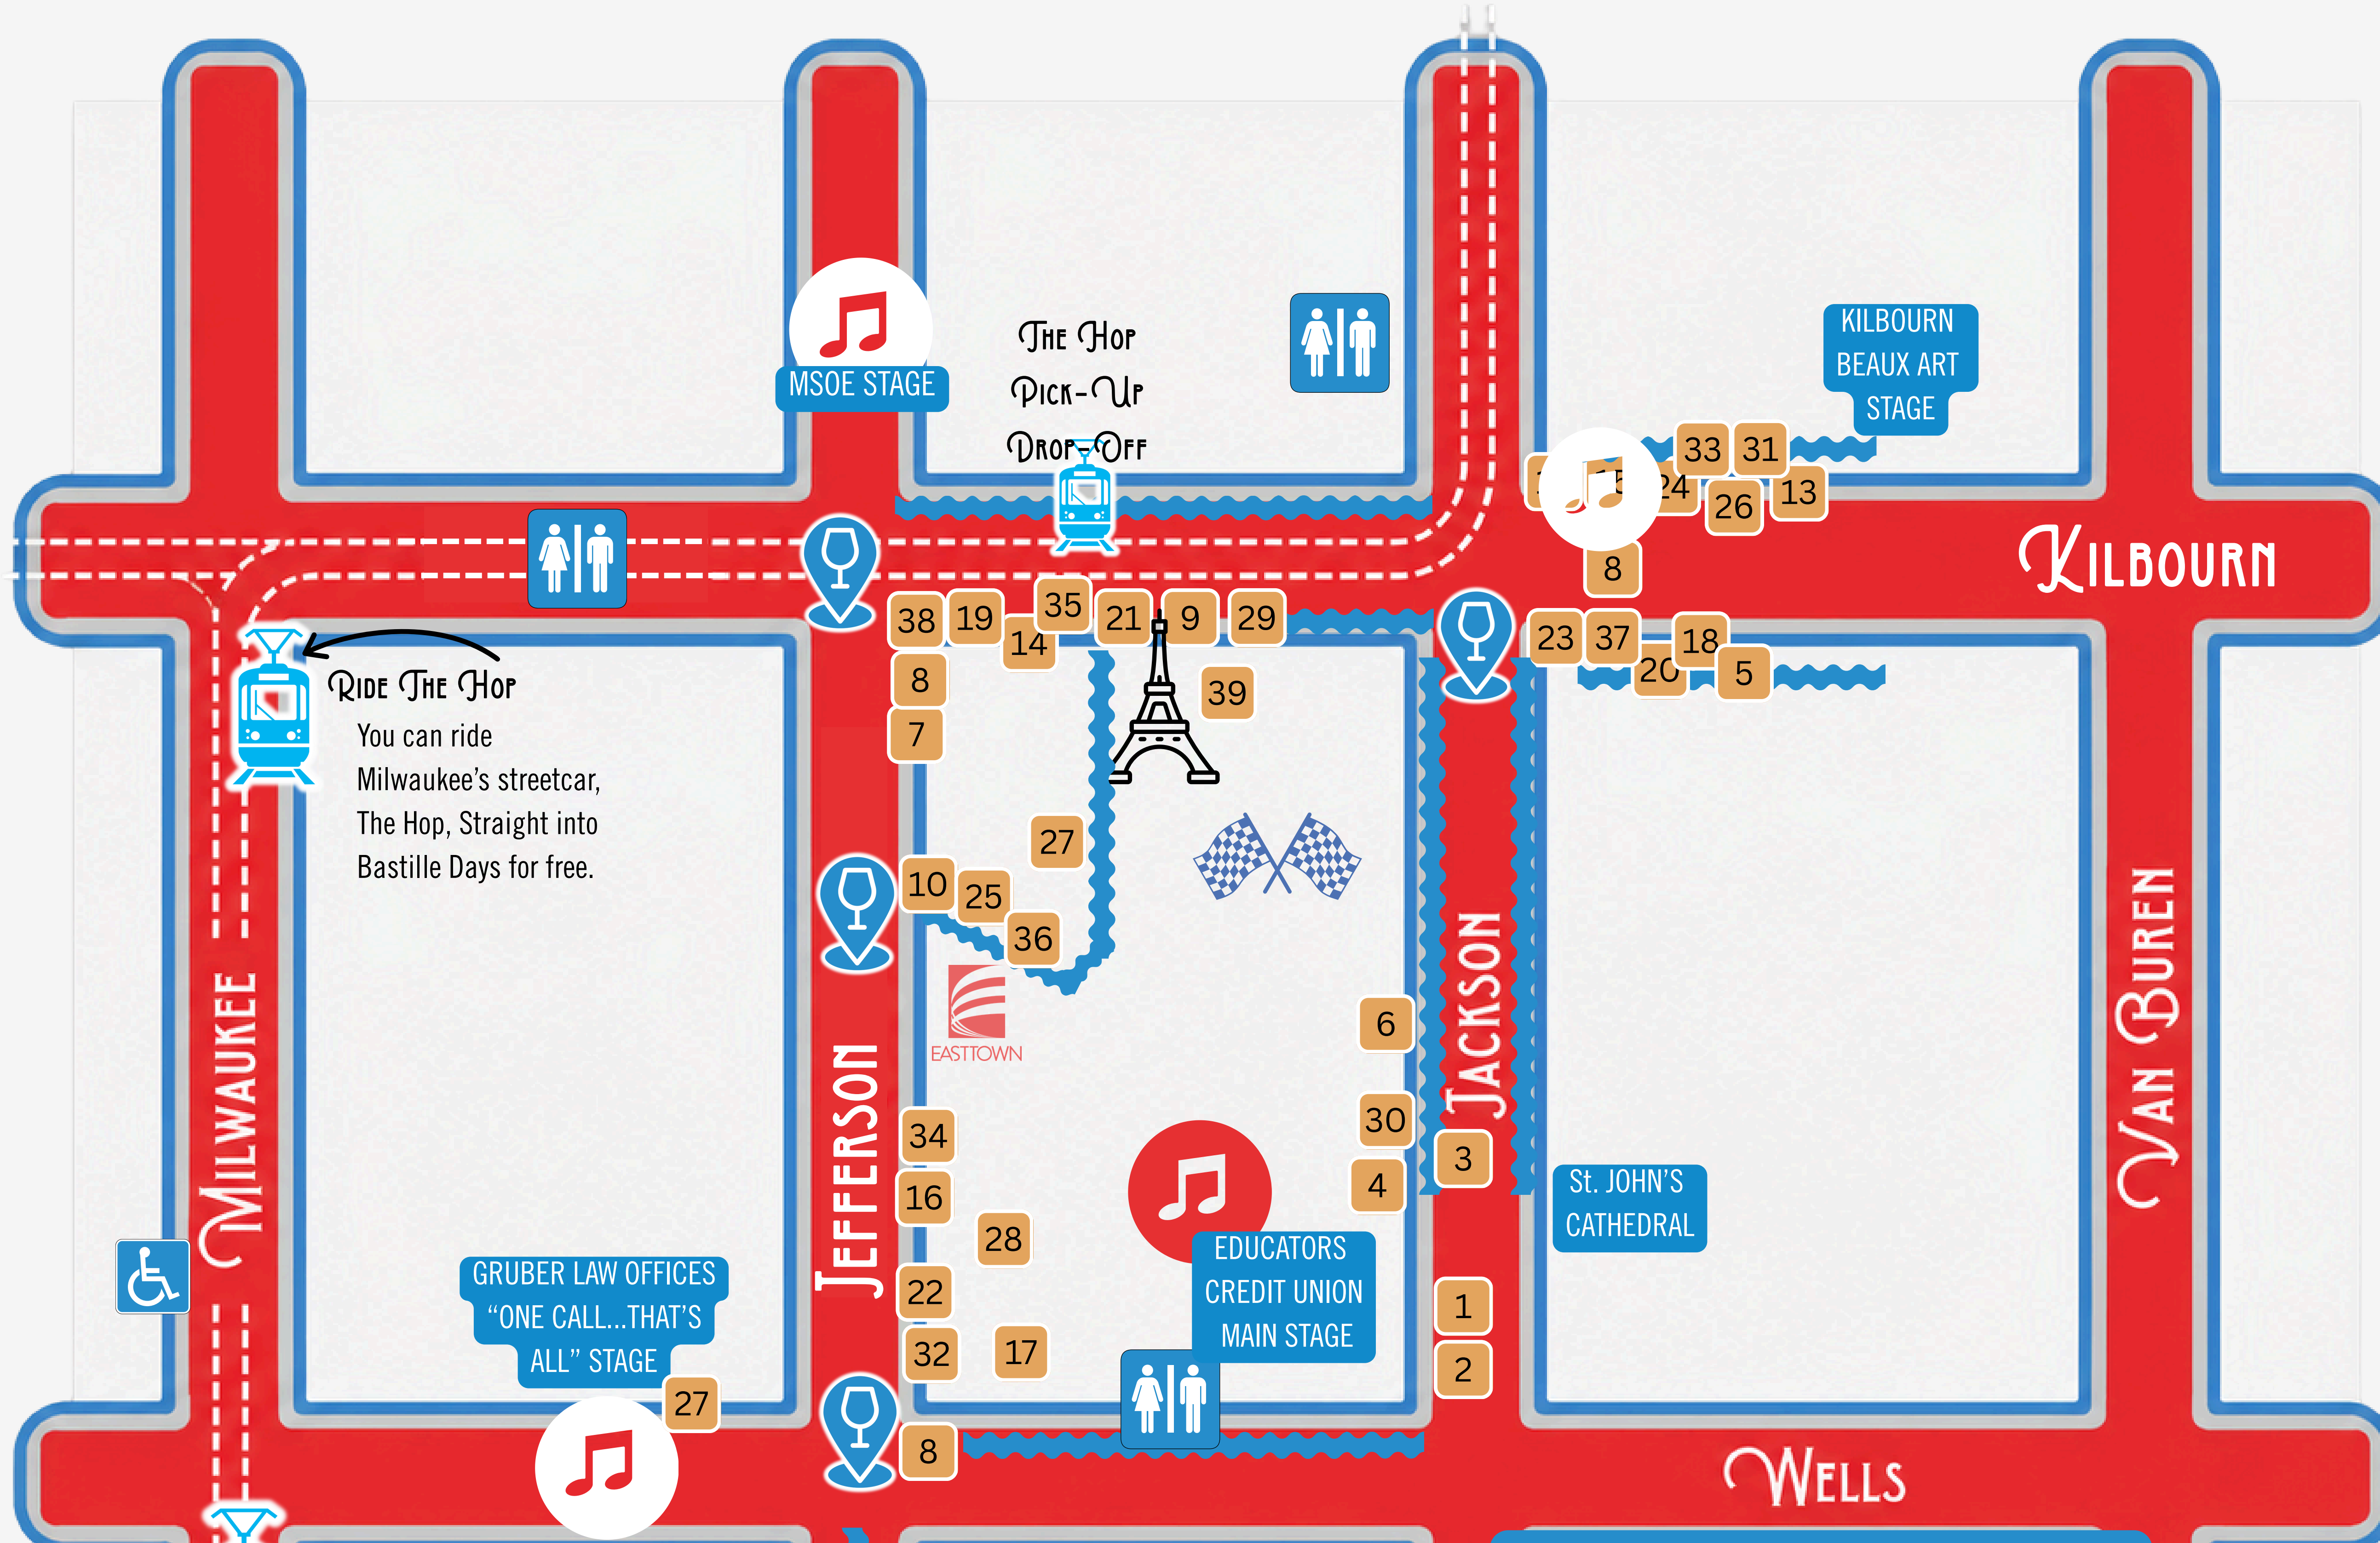 THE HOP
PICK-UP
DROP-OFF
MSOE STAGE
KILBOURN
BEAUX ART
STAGE
33
31
24
26
13
8
KILBOURN
38
19
14
35
21
9
29
23
37
20
18
5
8
7
39
RIDE THE HOP
You can ride
Milwaukee's streetcar,
The Hop, Straight into
Bastille Days for free.
27
10
25
36
EASTTOWN
6
30
4
3
JACKSON
VAN BUREN
MILWAUKEE
JEFFERSON
34
16
28
22
32
17
St. JOHN'S
CATHEDRAL
EDUCATORS
CREDIT UNION
MAIN STAGE
1
2
GRUBER LAW OFFICES
“ONE CALL...THAT'S
ALL” STAGE
27
8
WELLS